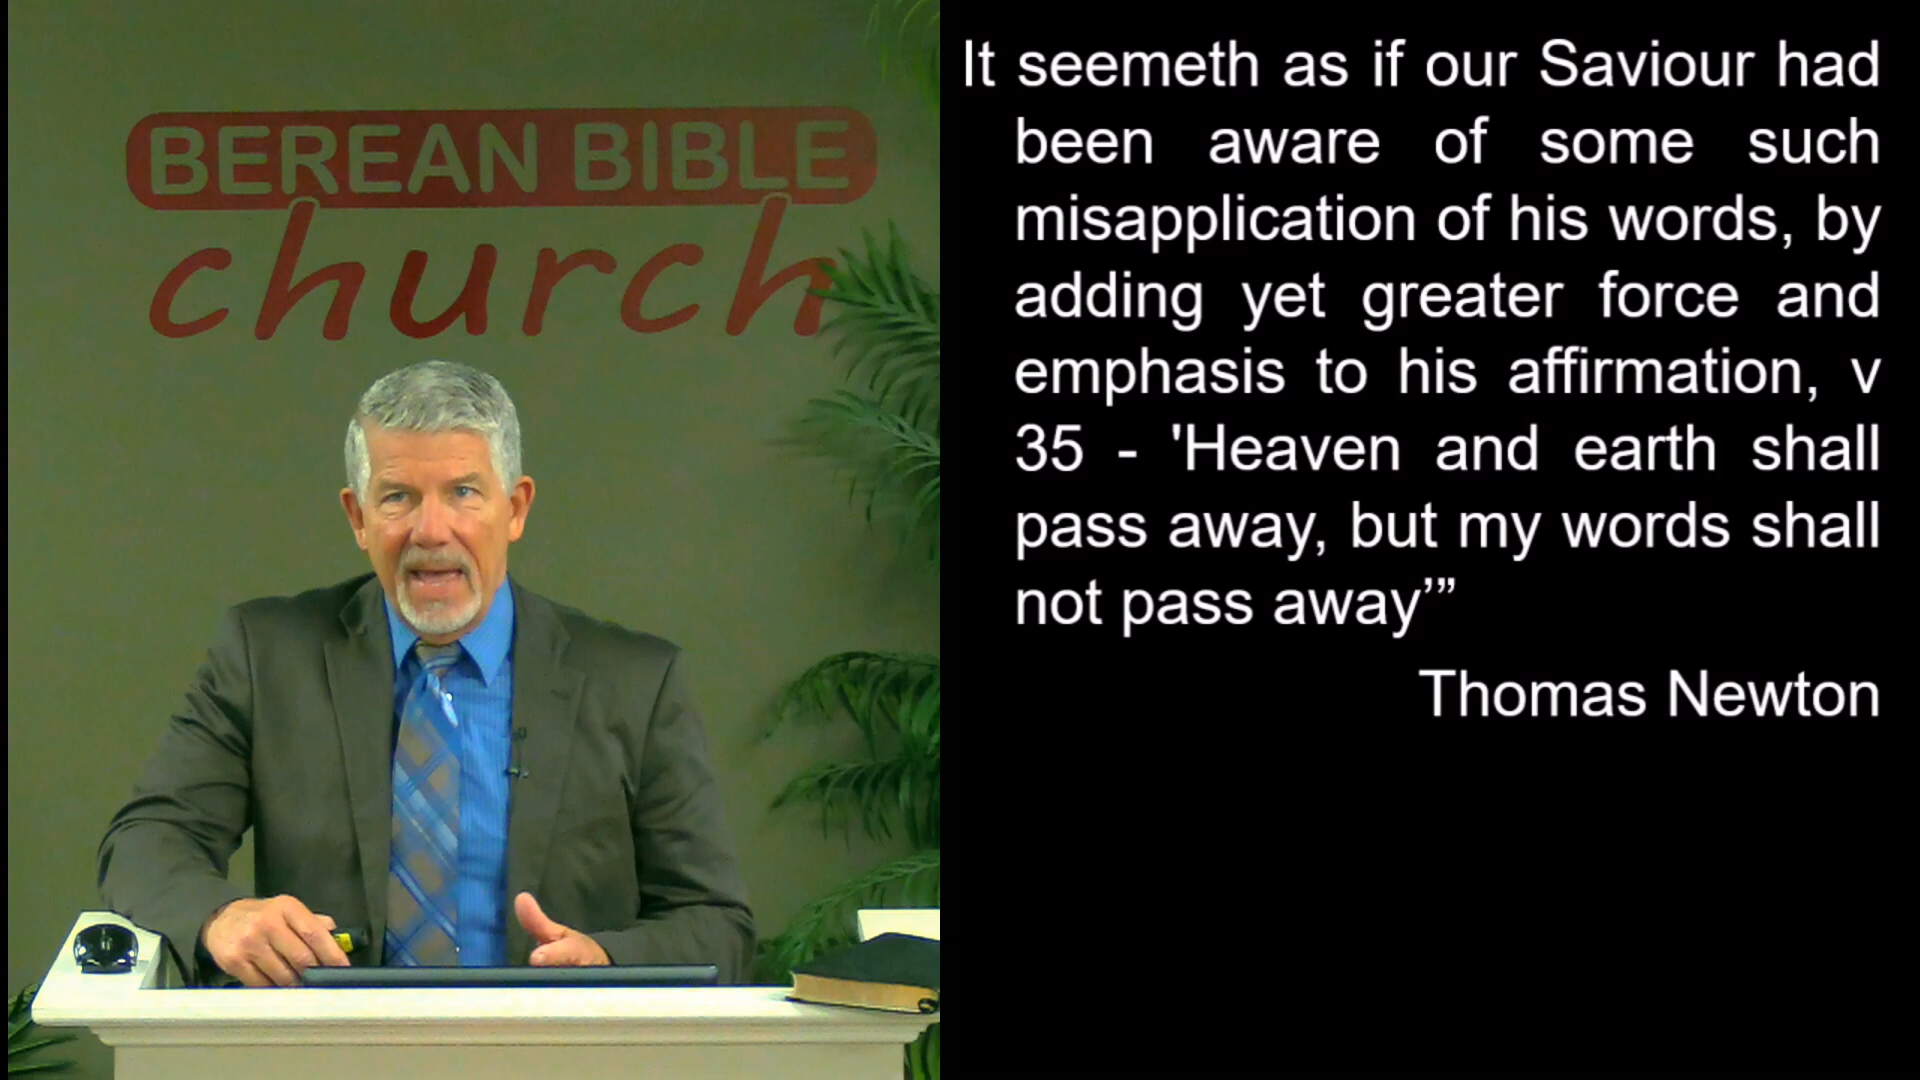 BEREAN BIBLE
church
It seemeth as if our Saviour had
been aware of some such
misapplication of his words, by
adding yet greater force and
emphasis to his affirmation, v
35 - 'Heaven and earth shall
pass away, but my words shall
not pass away’”
Thomas Newton